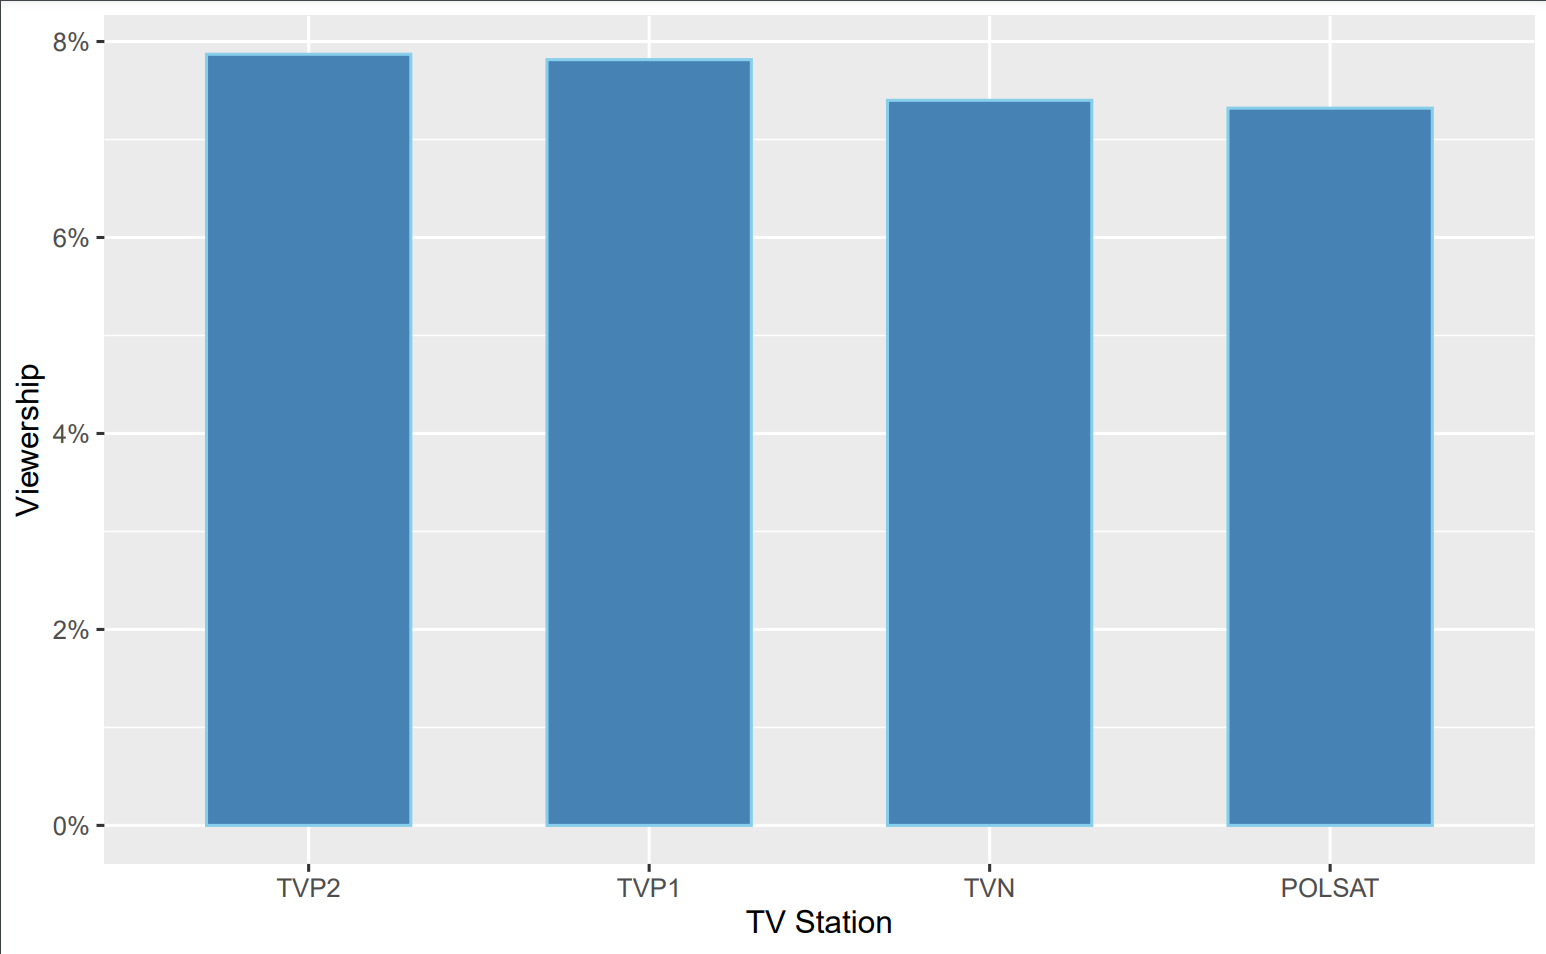 8%
6%
4%
2%
0%
Viewership
TVP2
TVP1
TVN
POLSAT
TV Station